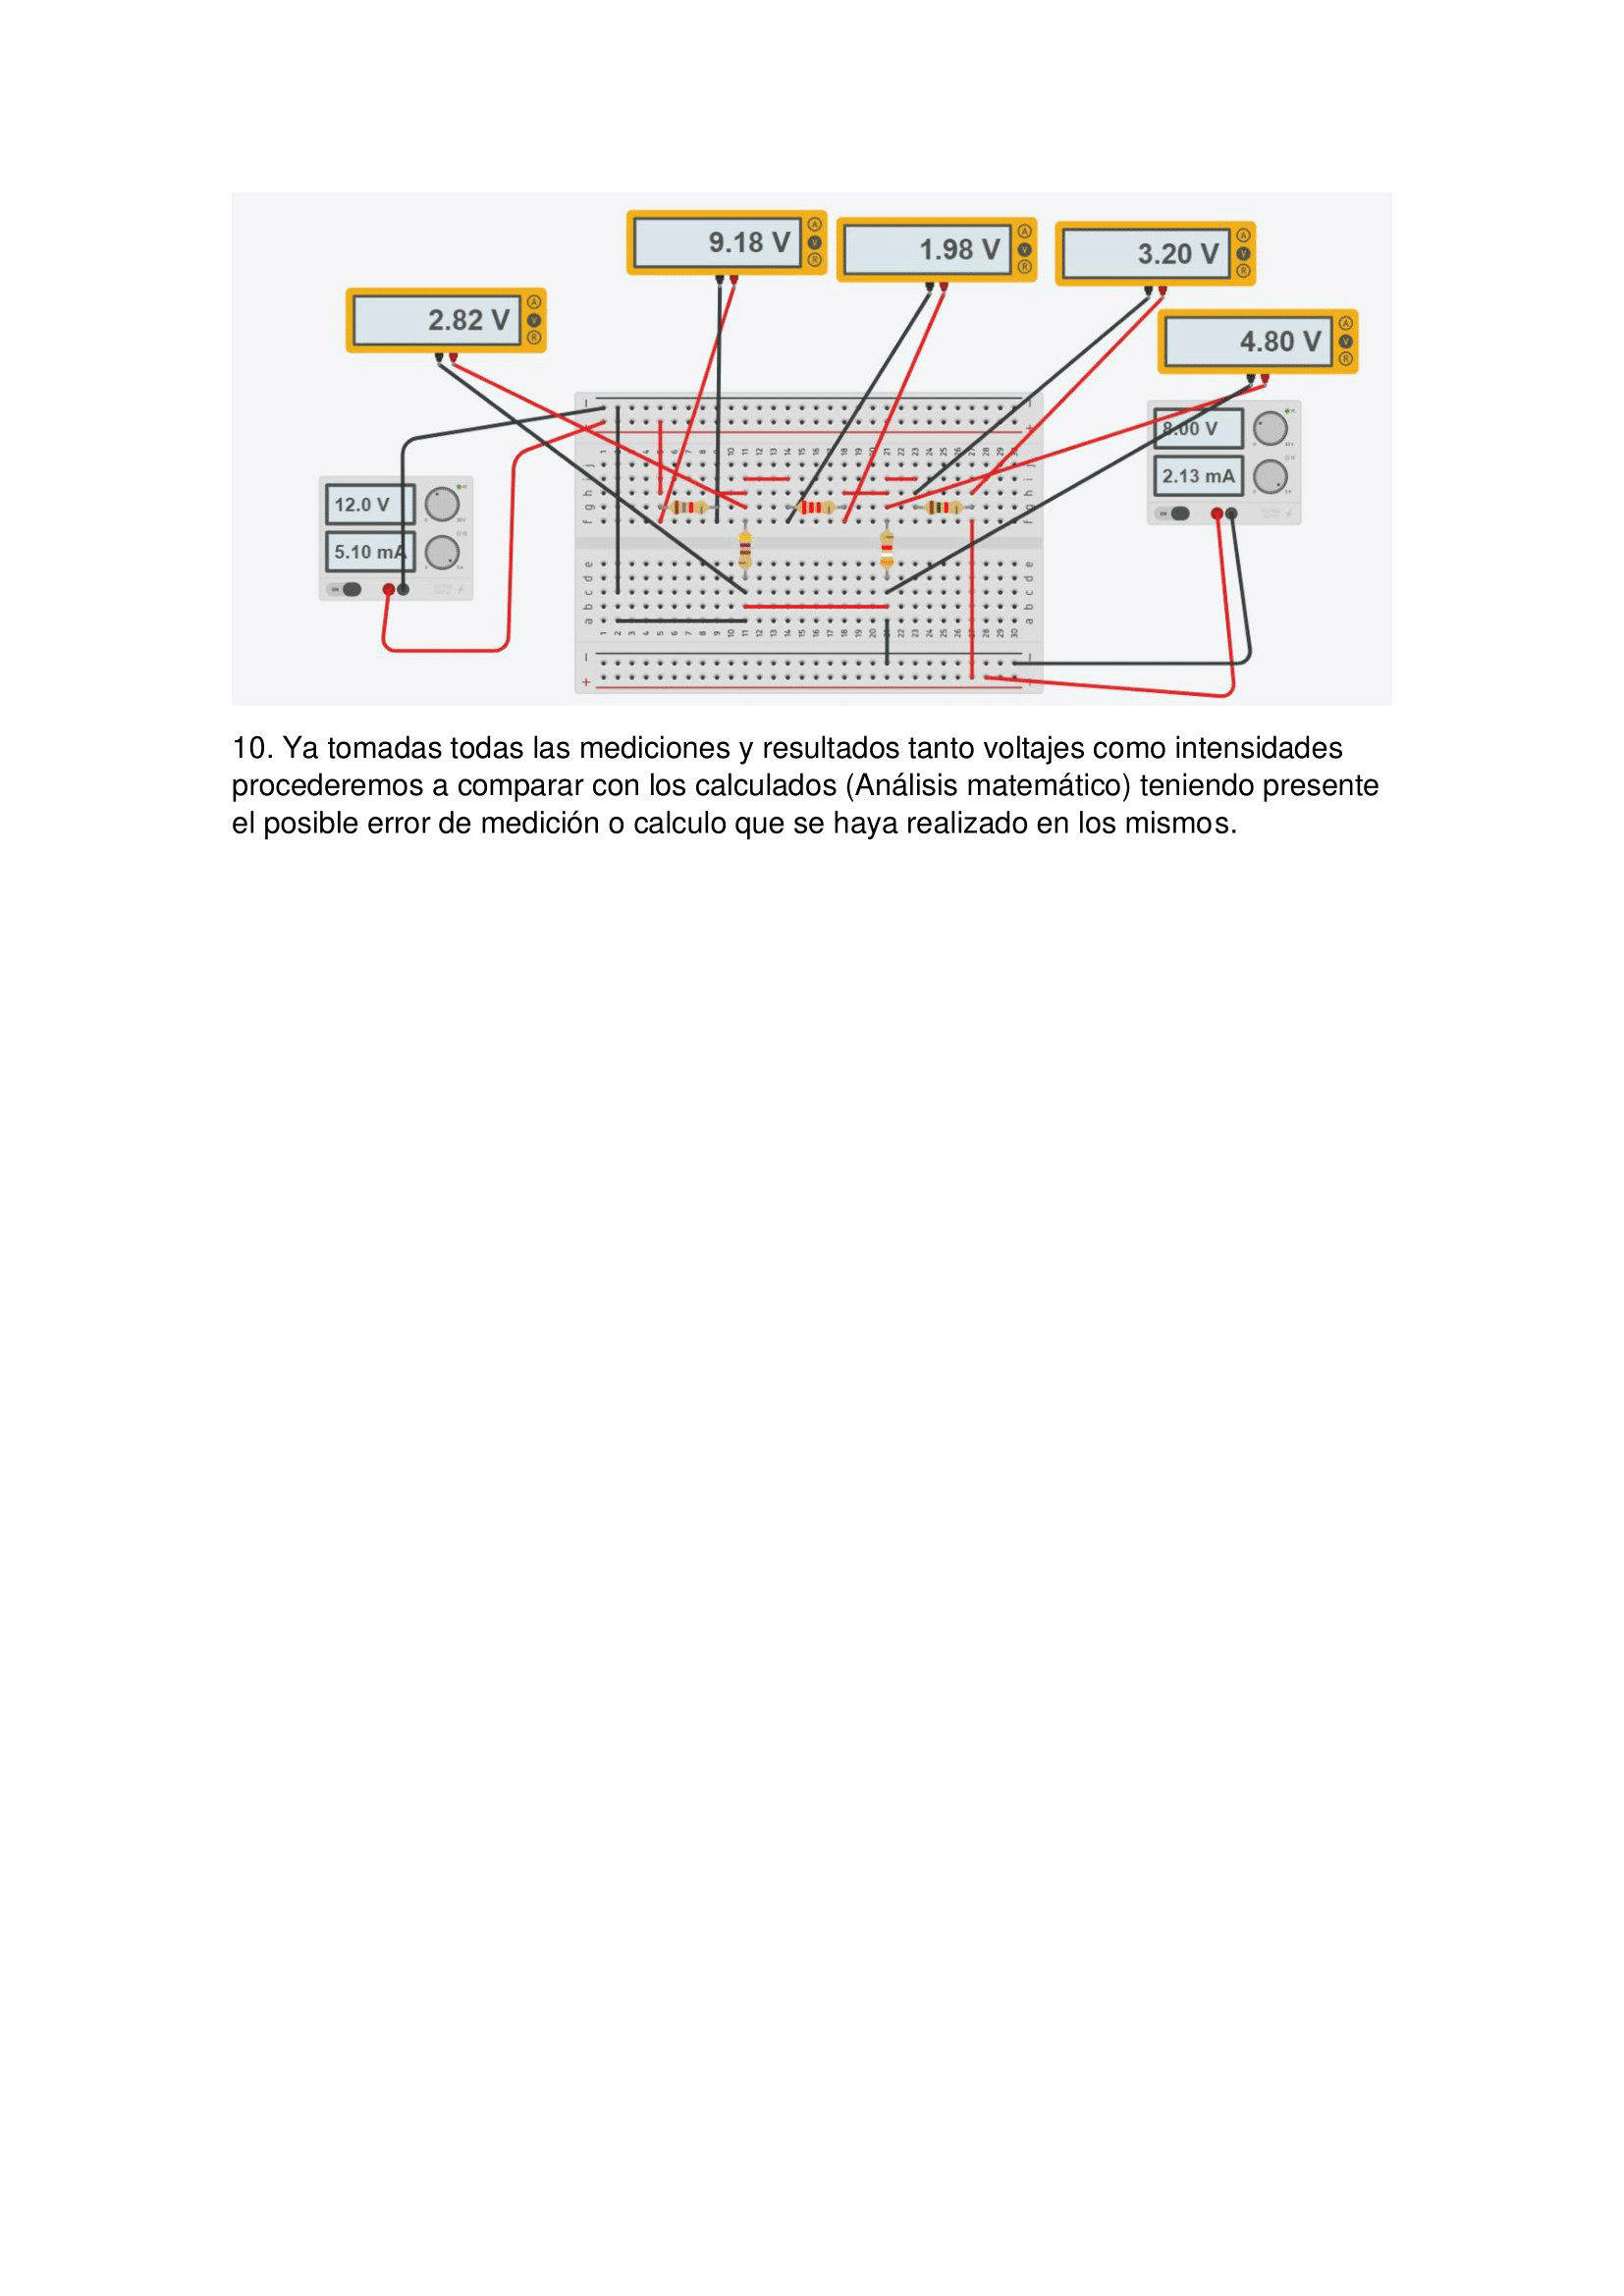 9.18 V
1.98 V
3.20 V
2.82 V
4.80 V
8.00 V
2.13 mA
12.0 V
5.10 mA
10. Ya tomadas todas las mediciones y resultados tanto voltajes como intensidades
procederemos a comparar con los calculados (Análisis matemático) teniendo presente
el posible error de medición o calculo que se haya realizado en los mismos.